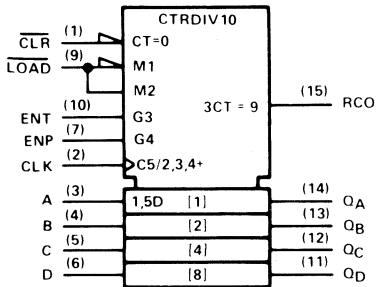 CTRDIV10
CLR (1) CT=0
LOAD (9) M1
M2
3CT = 9 (15) RCO
ENT (10) G3
ENP (7) G4
CLK (2) C5/2,3,4+
A (3) 1,5D [1] (14) QA
B (4) [2] (13) QB
C (5) [4] (12) QC
D (6) [8] (11) QD